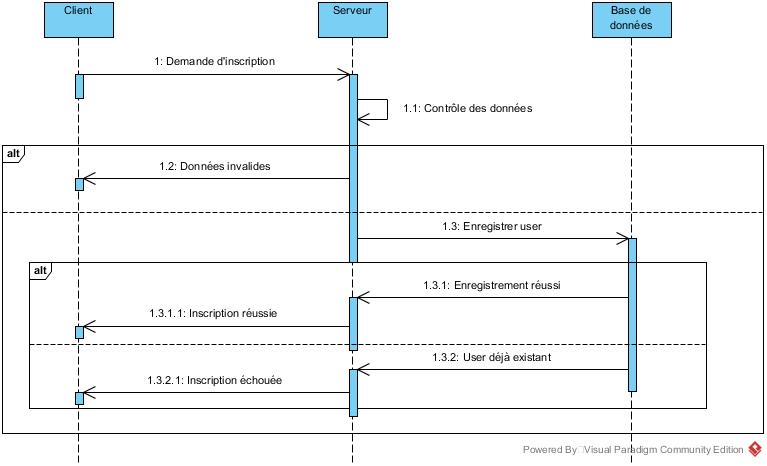 Client
Serveur
Base de
données
1: Demande d'inscription
1.1: Contrôle des données
alt
1.2: Données invalides
1.3: Enregistrer user
alt
1.3.1: Enregistrement réussi
1.3.1.1: Inscription réussie
1.3.2: User déjà existant
1.3.2.1: Inscription échouée
Powered By Visual Paradigm Community Edition